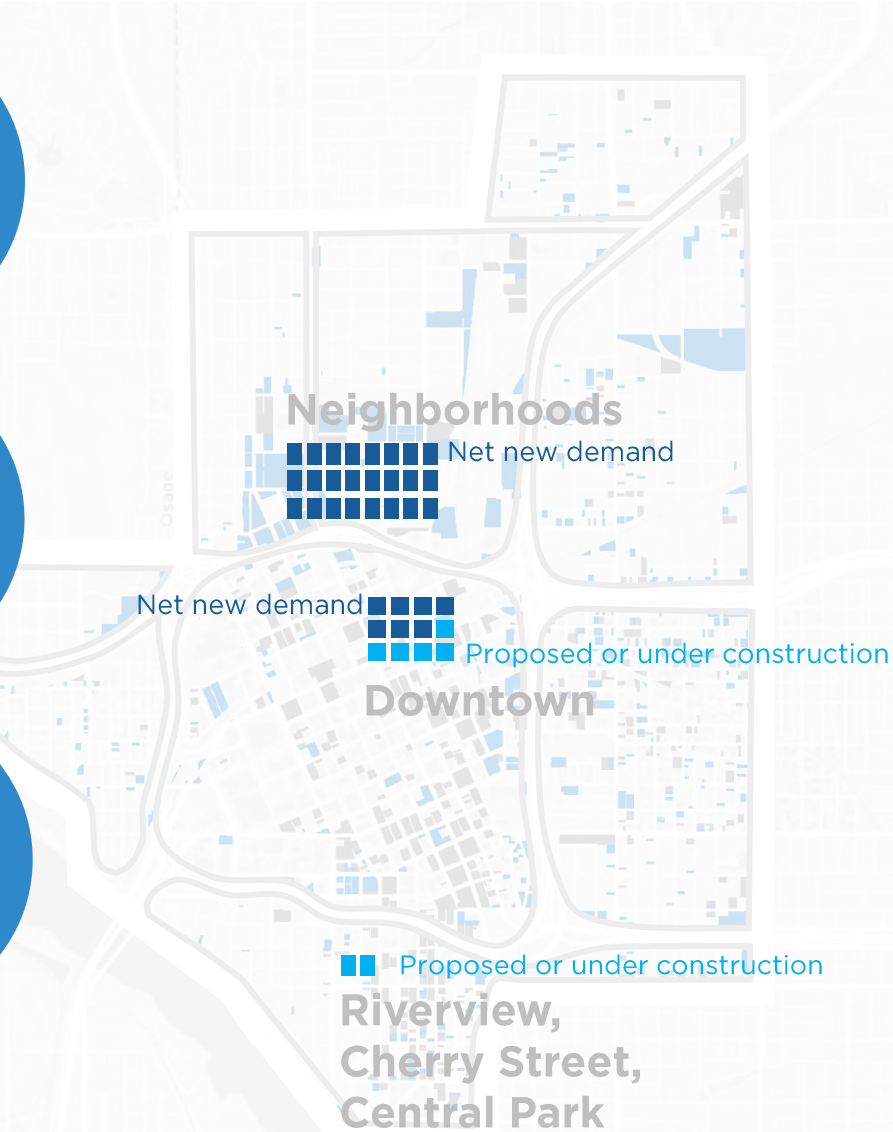 Neighborhoods
Net new demand
Osage
Net new demand
Proposed or under construction
Downtown
Proposed or under construction
Riverview,
Cherry Street,
Central Park